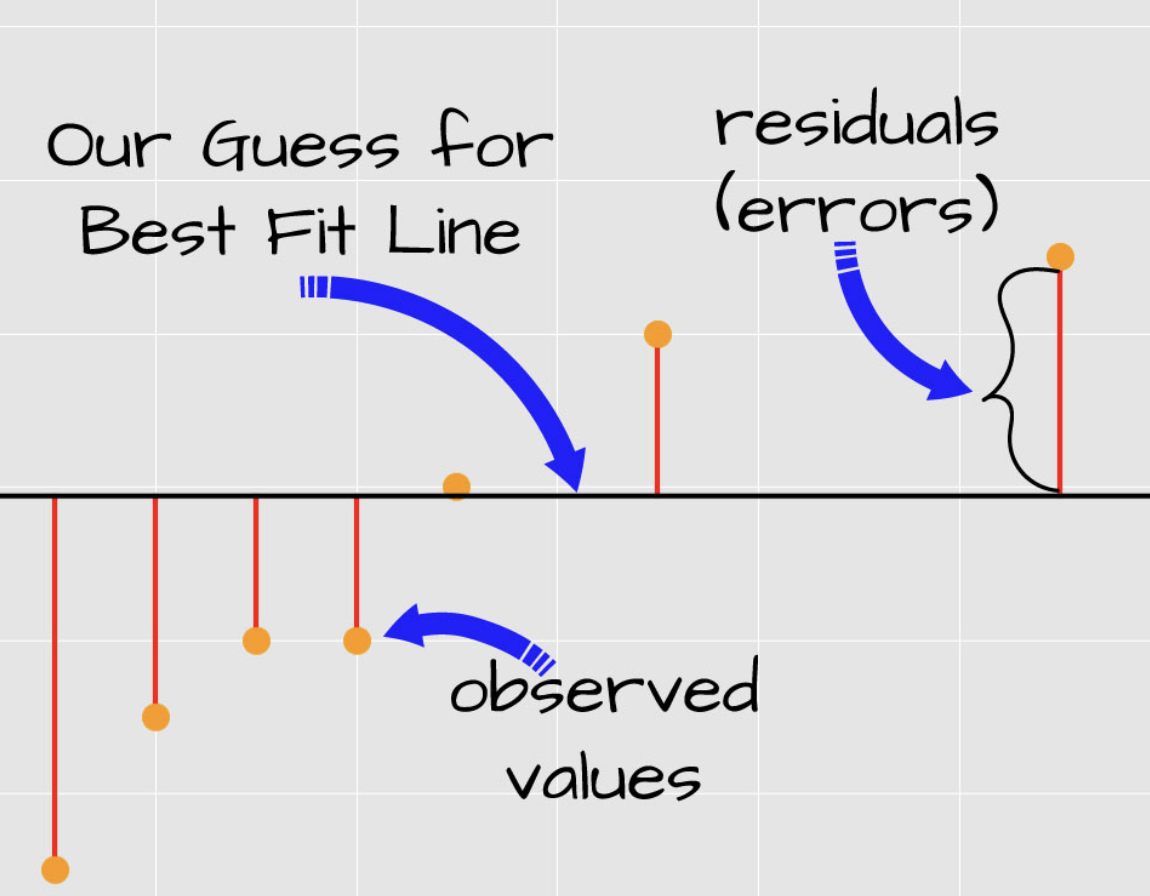 Our Guess for
Best Fit Line
residuals
(errors)
observed
values